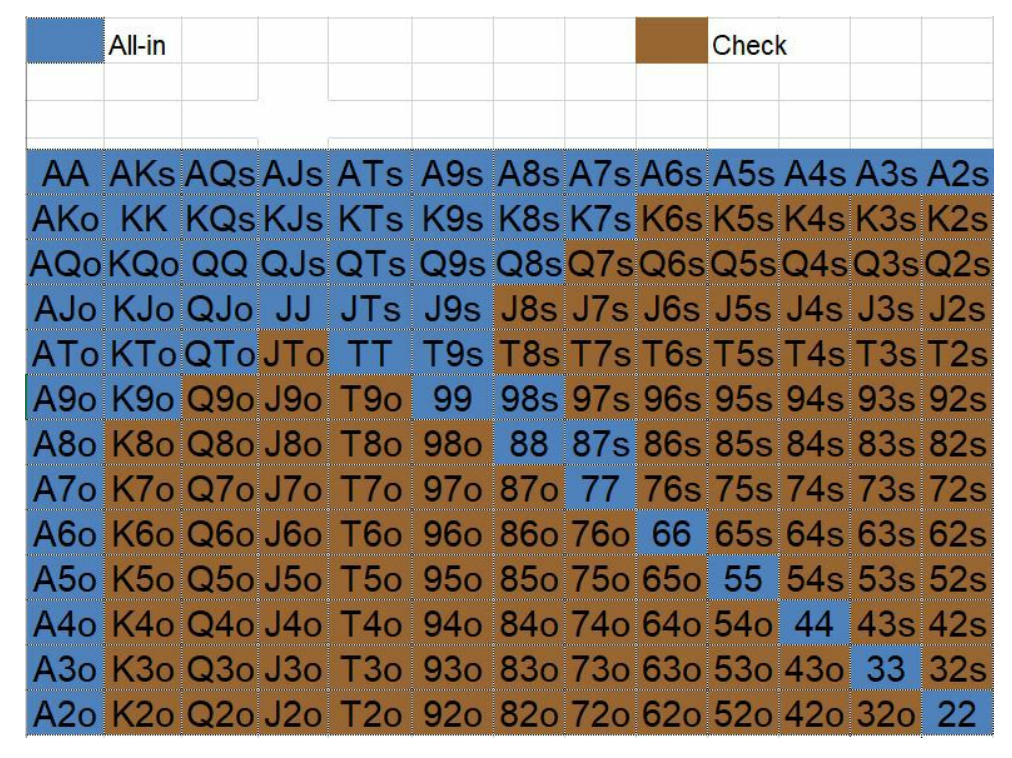 All-in Check
AA AKs AQs AJs ATs A9s A8s A7s A6s A5s A4s A3s A2s
AKo KK KQs KJs KTs K9s K8s K7s K6s K5s K4s K3s K2s
AQo KQo QQ QJs QTs Q9s Q8s Q7s Q6s Q5s Q4s Q3s Q2s
AJo KJo QJo JJ JTs J9s J8s J7s J6s J5s J4s J3s J2s
ATo KTo QTo JTo TT T9s T8s T7s T6s T5s T4s T3s T2s
A9o K9o Q9o J9o T9o 99 98s 97s 96s 95s 94s 93s 92s
A8o K8o Q8o J8o T8o 98o 88 87s 86s 85s 84s 83s 82s
A7o K7o Q7o J7o T7o 97o 87o 77 76s 75s 74s 73s 72s
A6o K6o Q6o J6o T6o 96o 86o 76o 66 65s 64s 63s 62s
A5o K5o Q5o J5o T5o 95o 85o 75o 65o 55 54s 53s 52s
A4o K4o Q4o J4o T4o 94o 84o 74o 64o 54o 44 43s 42s
A3o K3o Q3o J3o T3o 93o 83o 73o 63o 53o 43o 33 32s
A2o K2o Q2o J2o T2o 92o 82o 72o 62o 52o 42o 32o 22